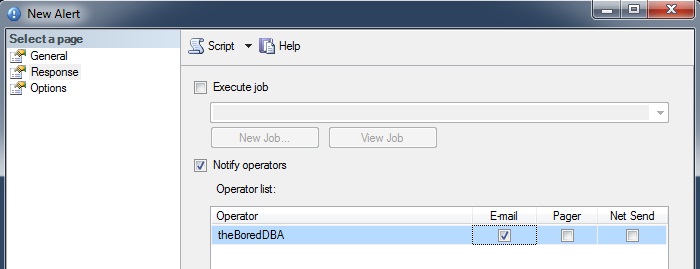 New Alert
Select a page
General
Response
Options
Script
Help
Execute job
New Job...
View Job
Notify operators
Operator list:
Operator E-mail Pager Net Send
theBoredDBA